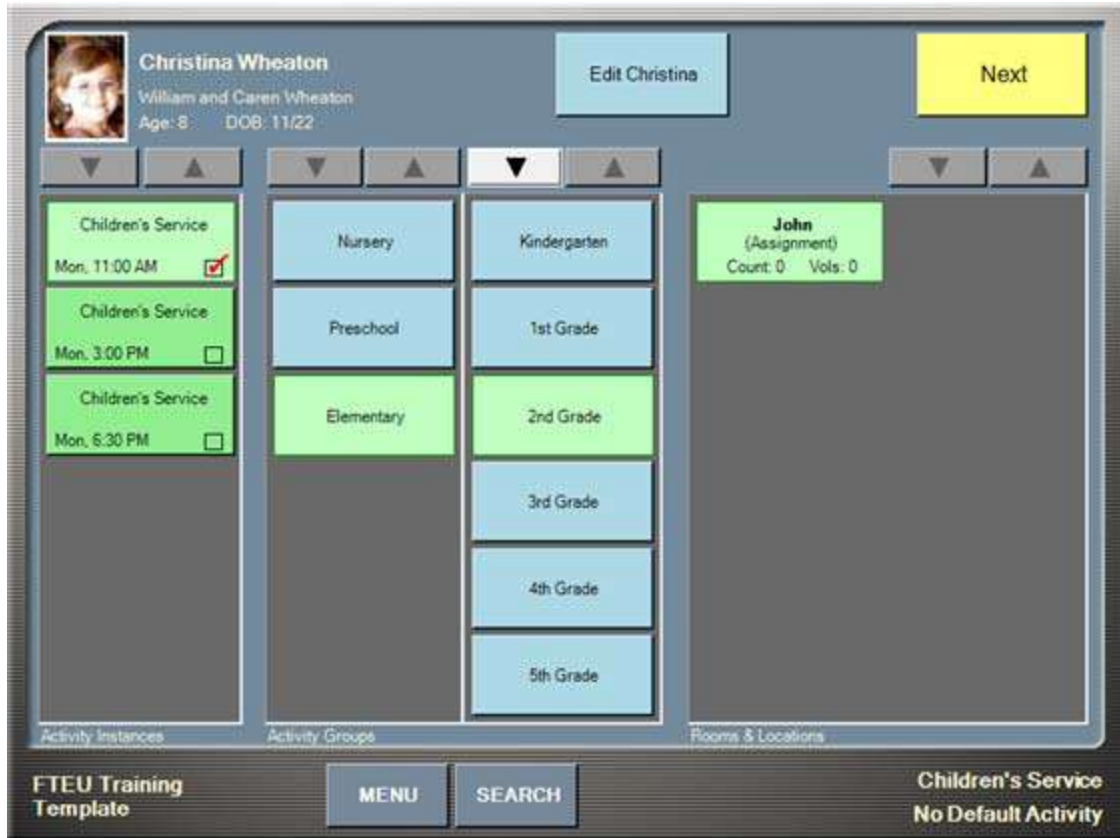 Christina Wheaton
William and Caren Wheaton
Age: 8 DOB: 11/22
Edit Christina
Next
Children's Service
Mon, 11:00 AM
Children's Service
Mon, 3:00 PM
Children's Service
Mon, 6:30 PM
Activity Instances
Nursery
Preschool
Elementary
Kindergarten
1st Grade
2nd Grade
3rd Grade
4th Grade
5th Grade
Activity Groups
John
(Assignment)
Count: 0 Vols: 0
Rooms & Locations
FTEU Training
Template
MENU
SEARCH
Children's Service
No Default Activity